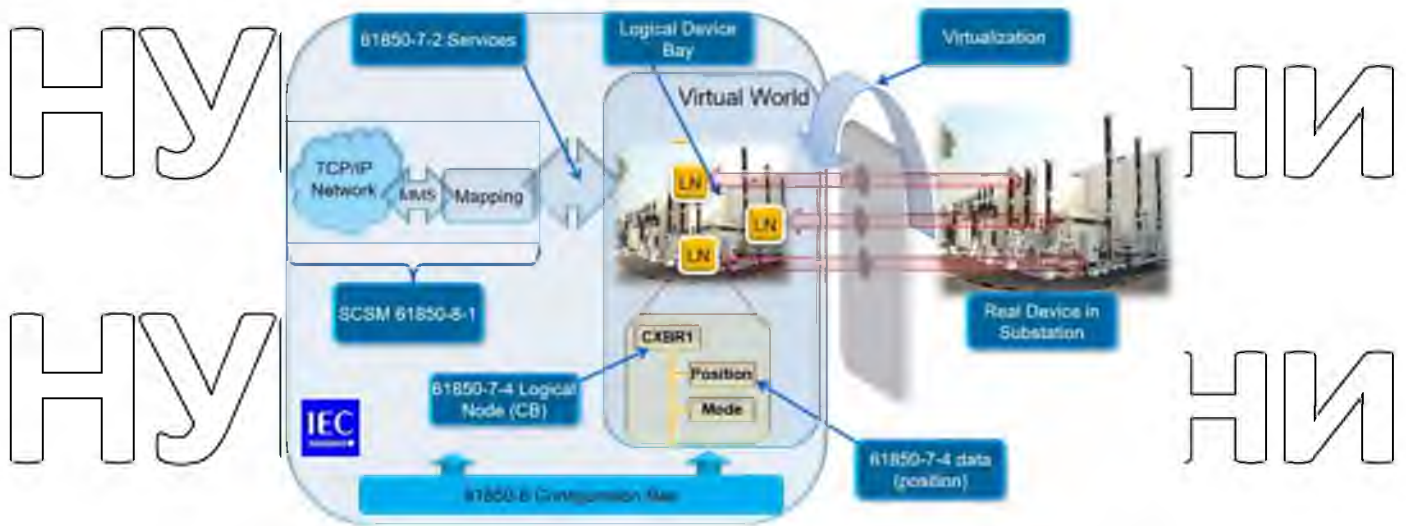 61850-7-2 Services
Logical Device
Bay
Virtualization
НУ
НИ
Virtual World
TCP/IP
Network
MMS
Mapping
LN
LN
LN
SCSM 61850-8-1
Real Device in
Substation
НУ
НИ
CXBR1
Position
Mode
61850-7-4 Logical
Node (CB)
IEC
61850-7-4 data
(position)
61850-6 Configuration files